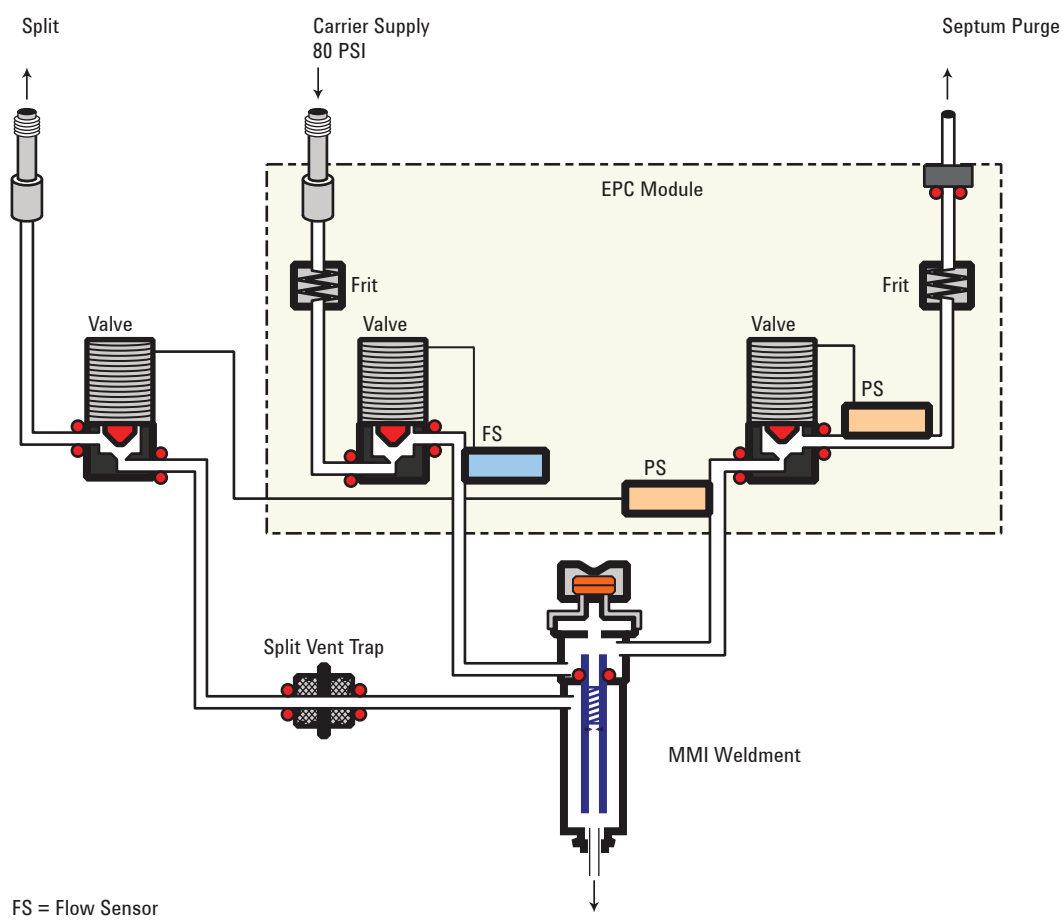 Split
Carrier Supply
80 PSI
Septum Purge
EPC Module
Frit
Frit
Valve
Valve
Valve
PS
FS
PS
Split Vent Trap
MMI Weldment
FS = Flow Sensor